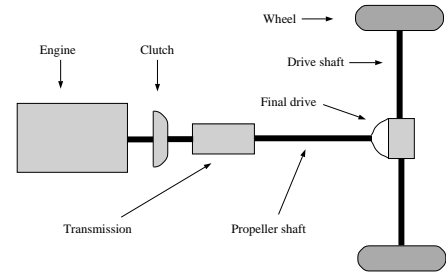 Wheel
Engine
Clutch
Drive shaft
Final drive
Transmission
Propeller shaft